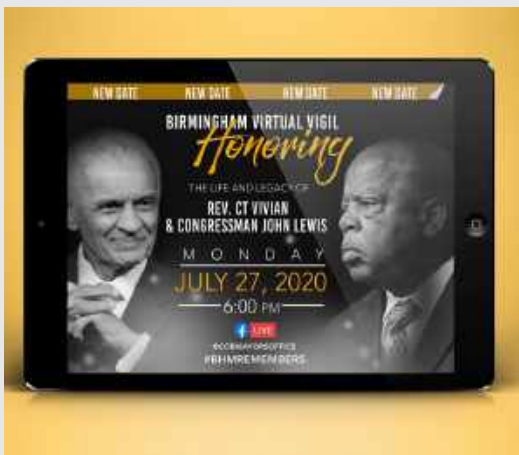 NEW DATE NEW DATE NEW DATE NEW DATE
BIRMINGHAM VIRTUAL VIGIL
Honoring
THE LIFE AND LEGACY OF
REV. CT VIVIAN
& CONGRESSMAN JOHN LEWIS
MONDAY
JULY 27, 2020
6:00 PM
LIVE
@COBMAYORSOFFICE
#BHMREMEMBERS